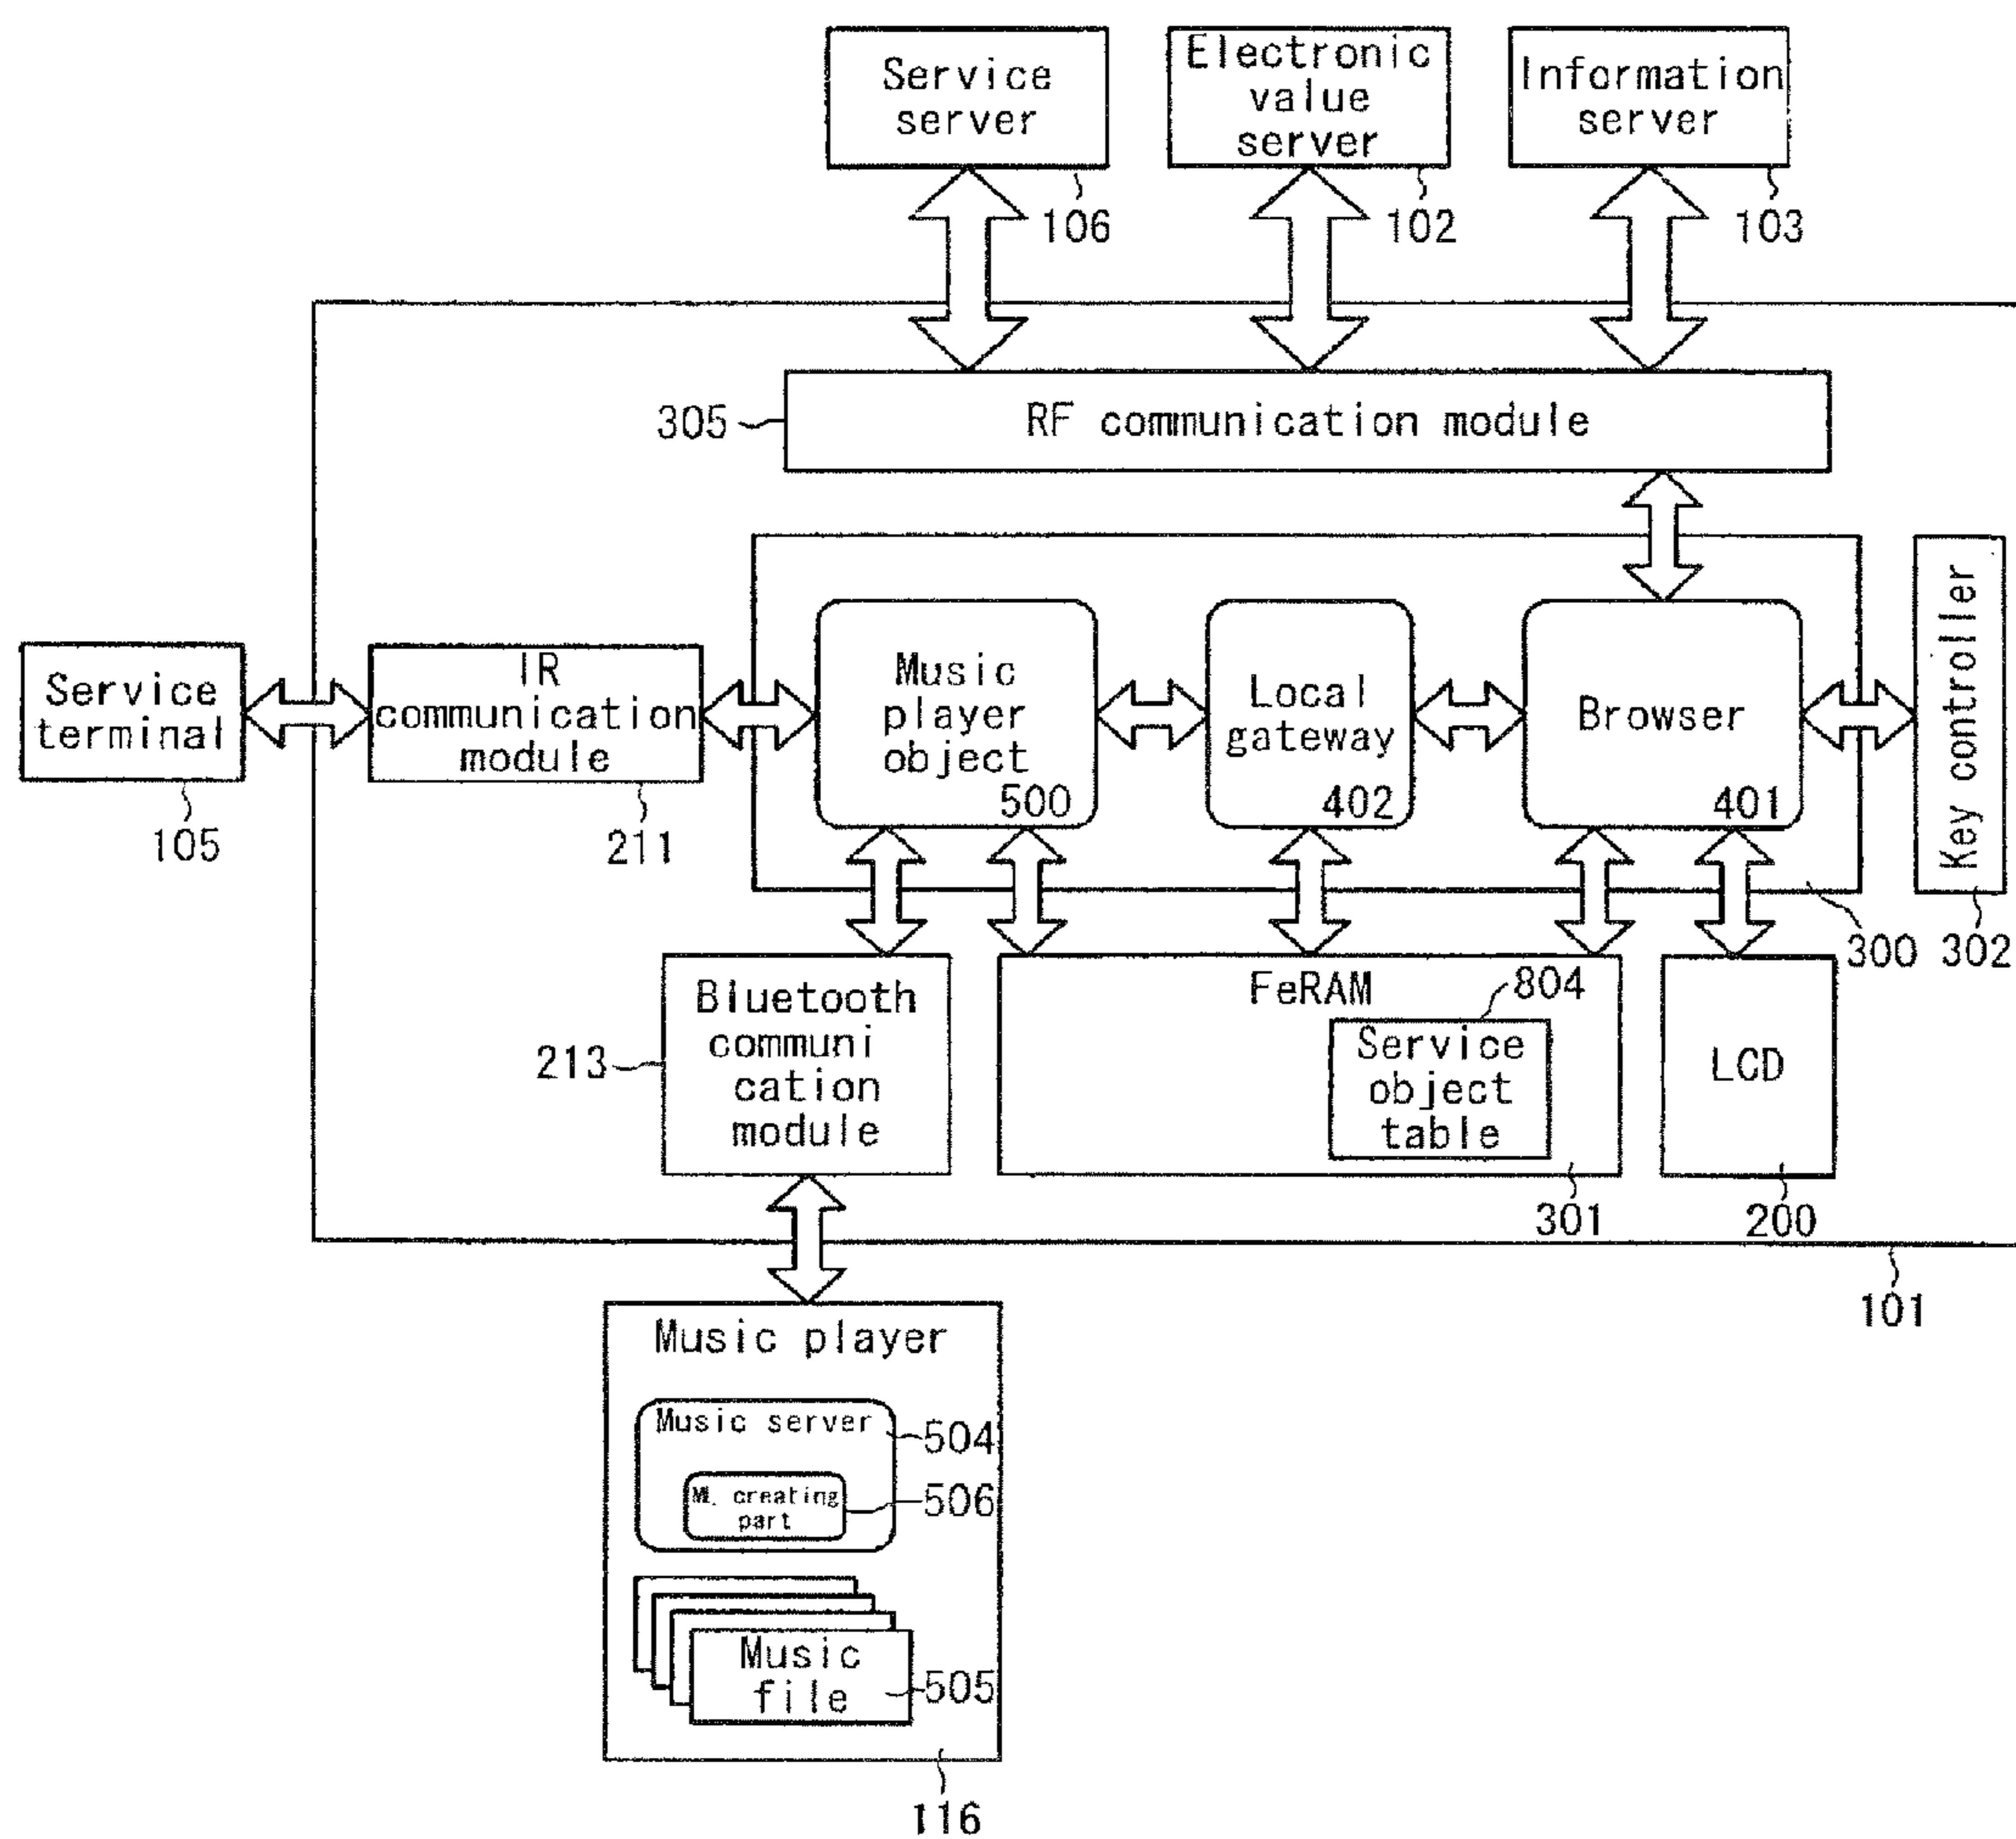 Service
server
106
Electronic
value
server
102
Information
server
103
305
RF communication module
Service
terminal
105
IR
communication
module
211
Music
player
object
500
Local
gateway
402
Browser
401
Key controller
302
300
213
Bluetooth
communi
cation
module
FeRAM
804
Service
object
table
301
LCD
200
101
Music player
Music server
504
creating
part
506
Music
file
505
116